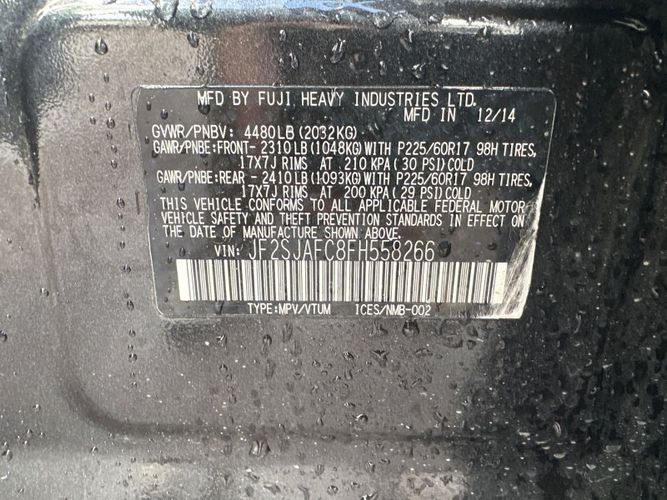 MFD BY FUJI HEAVY INDUSTRIES LTD.
MFD IN 12/14
GVWR/PNBV: 4480LB(2032KG)
GAWR/PNBE:FRONT- 2310LB(1048KG)WITH P225/60R17 98H TIRES,
17X7J RIMS AT 210 KPA(30 PSI)COLD
GAWR/PNBE:REAR - 2410LB(1093KG)WITH P225/60R17 98H TIRES,
17X7J RIMS AT 200 KPA(29 PSI)COLD
THIS VEHICLE CONFORMS TO ALL APPLICABLE FEDERAL MOTOR
VEHICLE SAFETY AND THEFT PREVENTION STANDARDS IN EFFECT ON
THE DATE OF MANUFACTURE SHOWN ABOVE.
VIN: JF2SJAFC8FH558266
TYPE:MPV/VTUM ICES/NMB-002